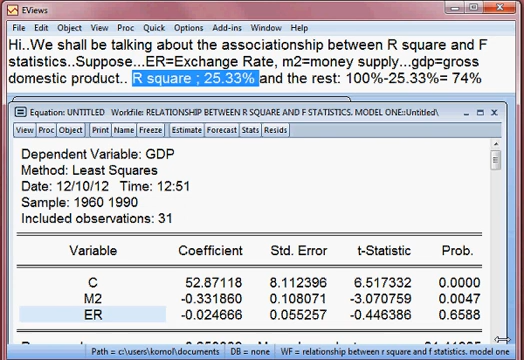 EViews
File Edit Object View Proc Quick Options Add-ins Window Help
Hi..We shall be talking about the associationship between R square and F
statistics..Suppose...ER=Exchange Rate, m2=money supply...gdp=gross
domestic product.. R square ; 25.33% and the rest: 100%-25.33%= 74%
Equation: UNTITLED Workfile: RELATIONSHIP BETWEEN R SQUARE AND F STATISTICS. MODEL ONE::Untitled\
View Proc Object Print Name Freeze Estimate Forecast Stats Resids
Dependent Variable: GDP
Method: Least Squares
Date: 12/10/12 Time: 12:51
Sample: 1960 1990
Included observations: 31
Variable Coefficient Std. Error t-Statistic Prob.
C 52.87118 8.112396 6.517332 0.0000
M2 -0.331860 0.108071 -3.070759 0.0047
ER -0.024666 0.055257 -0.446386 0.6588
Path = c:\users\komol\documents DB = none WF = relationship between r square and f statistics. model one